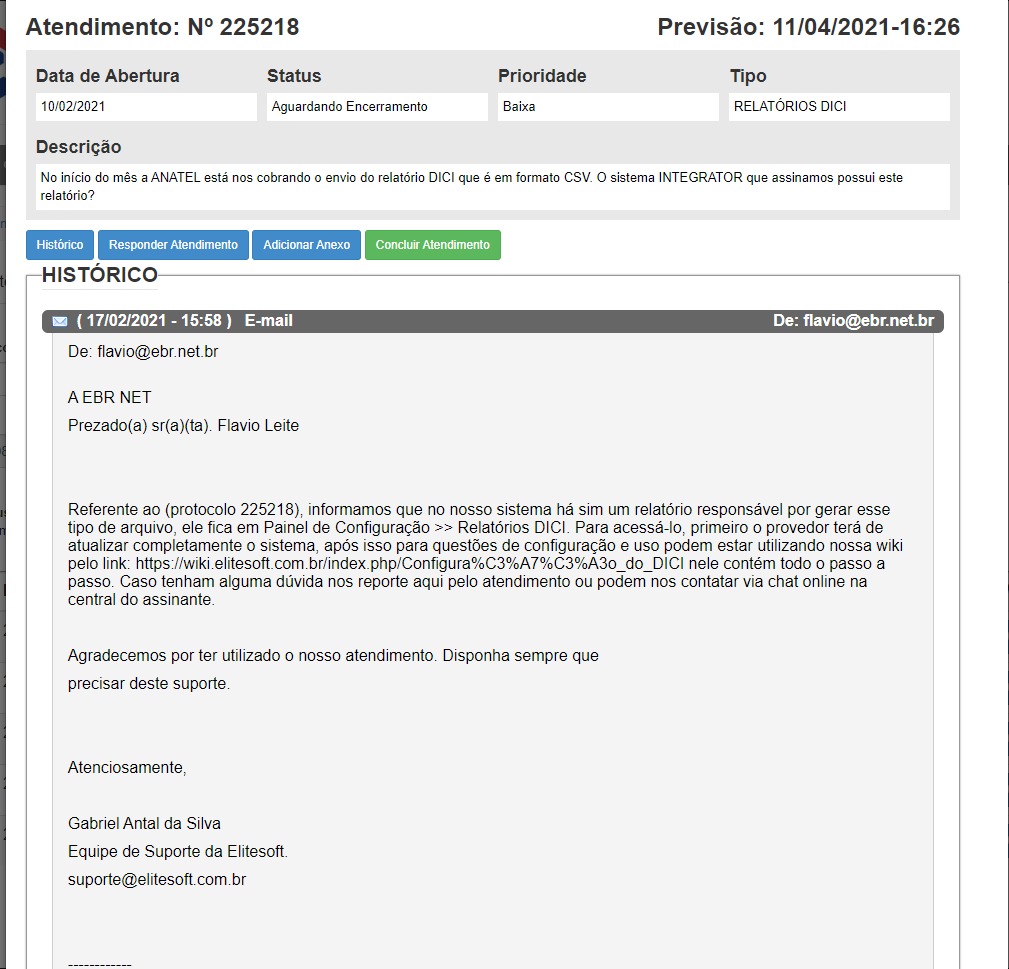 Atendimento: Nº 225218 Previsão: 11/04/2021-16:26
Data de Abertura Status Prioridade Tipo
10/02/2021 Aguardando Encerramento Baixa RELATÓRIOS DICI
Descrição
No início do mês a ANATEL está nos cobrando o envio do relatório DICI que é em formato CSV. O sistema INTEGRATOR que assinamos possui este
relatório?
Histórico Responder Atendimento Adicionar Anexo Concluir Atendimento
HISTÓRICO
( 17/02/2021 - 15:58 ) E-mail De: flavio@ebr.net.br
De: flavio@ebr.net.br
A EBR NET
Prezado(a) sr(a)(ta). Flavio Leite
Referente ao (protocolo 225218), informamos que no nosso sistema há sim um relatório responsável por gerar esse
tipo de arquivo, ele fica em Painel de Configuração >> Relatórios DICI. Para acessá-lo, primeiro o provedor terá de
atualizar completamente o sistema, após isso para questões de configuração e uso podem estar utilizando nossa wiki
pelo link: https://wiki.elitesoft.com.br/index.php/Configura%C3%A7%C3%A3o_do_DICI nele contém todo o passo a
passo. Caso tenham alguma dúvida nos reporte aqui pelo atendimento ou podem nos contatar via chat online na
central do assinante.
Agradecemos por ter utilizado o nosso atendimento. Disponha sempre que
precisar deste suporte.
Atenciosamente,
Gabriel Antal da Silva
Equipe de Suporte da Elitesoft.
suporte@elitesoft.com.br
------------